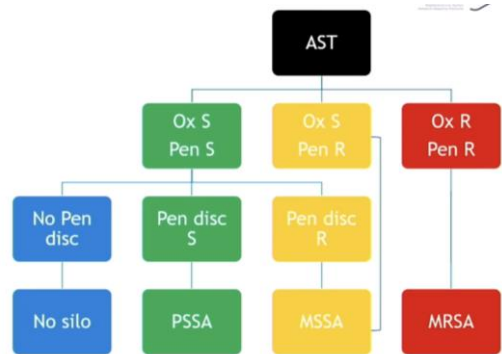 AST
Ox S
Pen S
Ox S
Pen R
Ox R
Pen R
No Pen
disc
Pen disc
S
Pen disc
R
No silo
PSSA
MSSA
MRSA